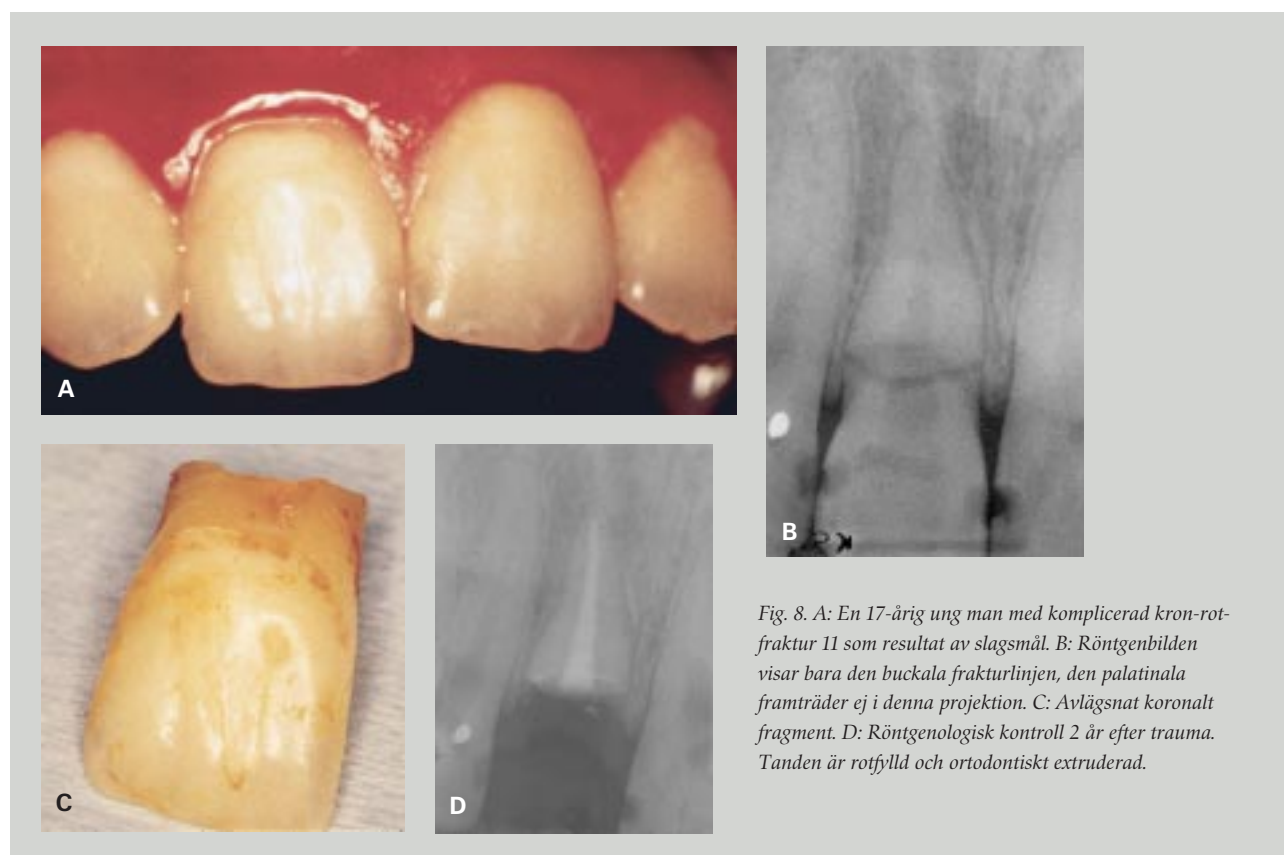 A
B
C
D
Fig. 8. A: En 17-årig ung man med komplicerad kron-rot-
fraktur 11 som resultat av slagsmål. B: Röntgenbilden
visar bara den buckala frakturlinjen, den palatinala
framträder ej i denna projektion. C: Avlägsnat koronalt
fragment. D: Röntgenologisk kontroll 2 år efter trauma.
Tanden är rotfylld och ortodontiskt extruderad.